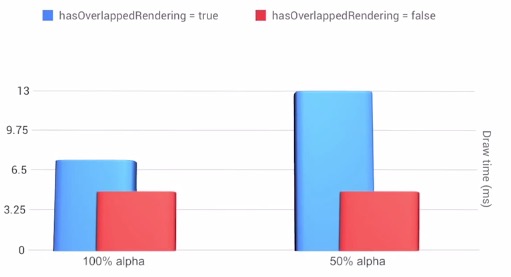 hasOverlappedRendering = true
hasOverlappedRendering = false
13
9.75
6.5
3.25
0
100% alpha
50% alpha
Draw time (ms)